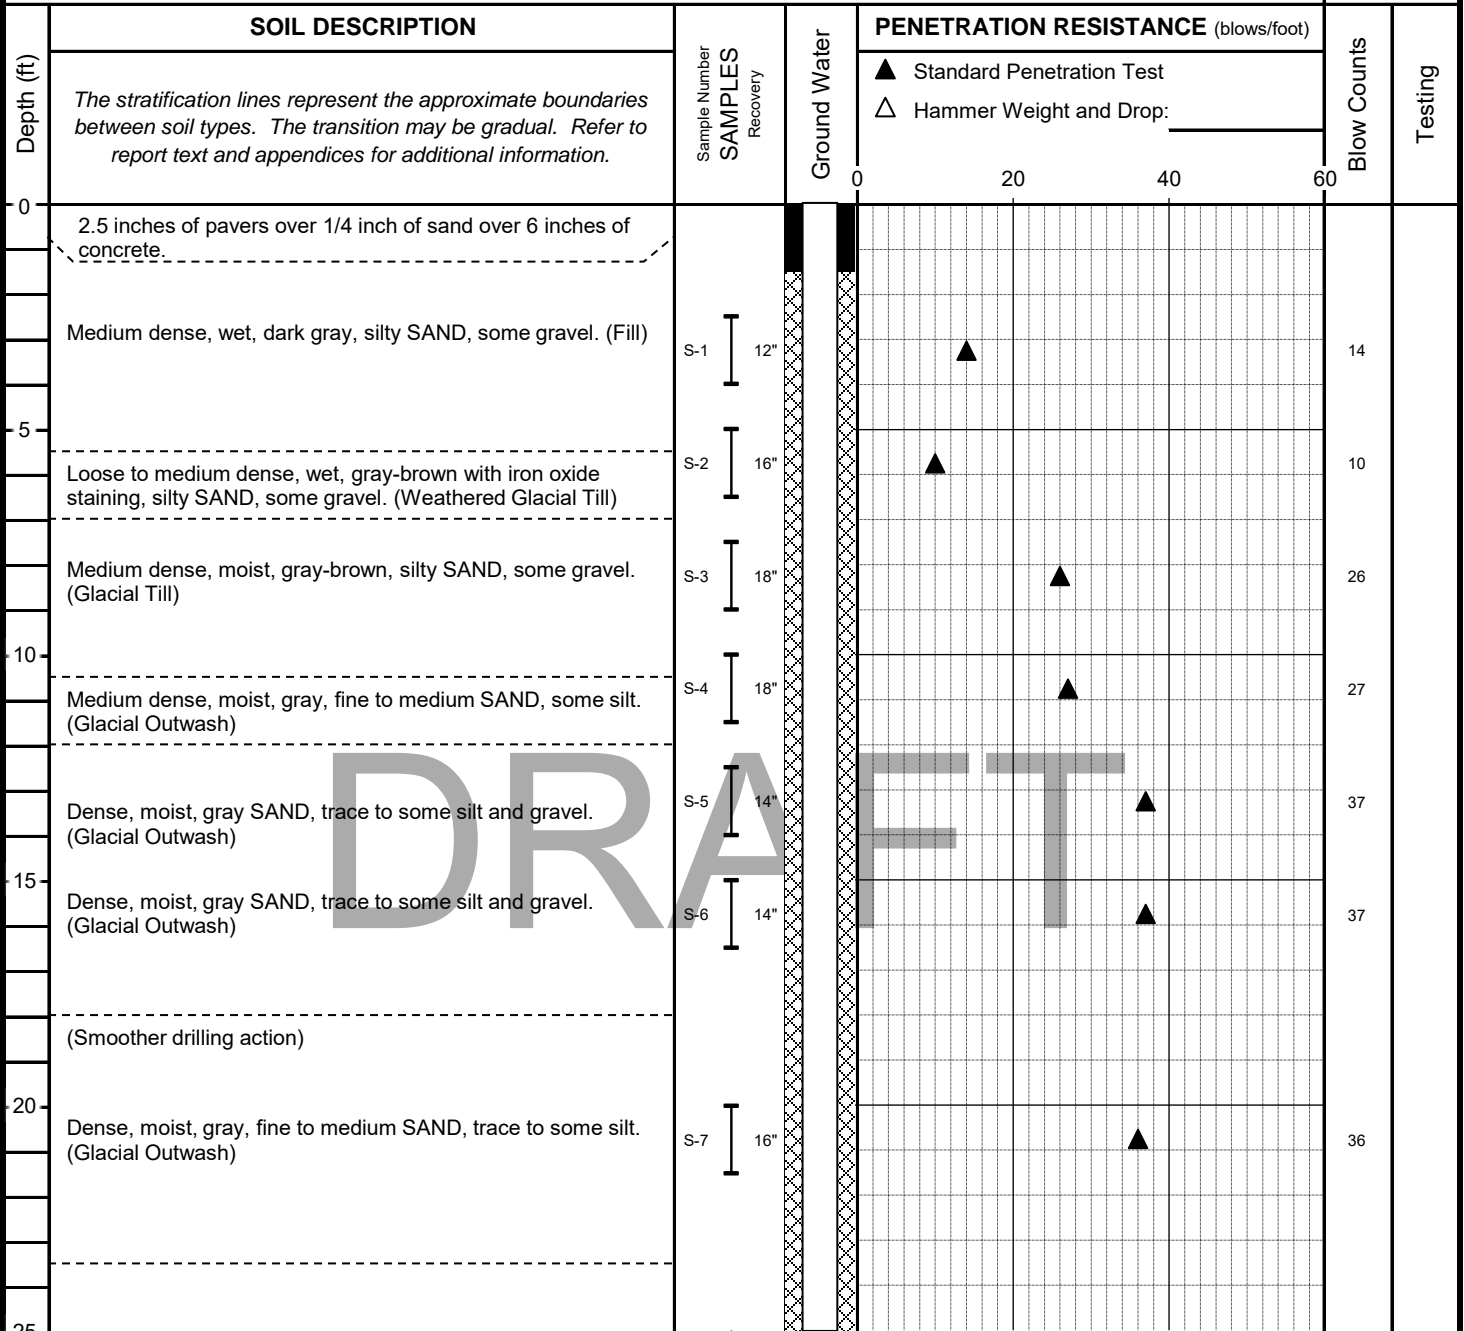 SOIL DESCRIPTION
The stratification lines represent the approximate boundaries
between soil types. The transition may be gradual. Refer to
report text and appendices for additional information.
Depth (ft)
Sample Number
SAMPLES
Recovery
Ground Water
PENETRATION RESISTANCE (blows/foot)
▲ Standard Penetration Test
△ Hammer Weight and Drop:
0 20 40 60
Blow Counts
Testing
0
2.5 inches of pavers over 1/4 inch of sand over 6 inches of
concrete.
Medium dense, wet, dark gray, silty SAND, some gravel. (Fill)
S-1 12" 14
5
S-2 16" 10
Loose to medium dense, wet, gray-brown with iron oxide
staining, silty SAND, some gravel. (Weathered Glacial Till)
Medium dense, moist, gray-brown, silty SAND, some gravel.
(Glacial Till)
S-3 18" 26
10
S-4 18" 27
Medium dense, moist, gray, fine to medium SAND, some silt.
(Glacial Outwash)
DRAFT
S-5 14" 37
Dense, moist, gray SAND, trace to some silt and gravel.
(Glacial Outwash)
15
Dense, moist, gray SAND, trace to some silt and gravel.
(Glacial Outwash)
S-6 14" 37
(Smoother drilling action)
20
Dense, moist, gray, fine to medium SAND, trace to some silt.
(Glacial Outwash)
S-7 16" 36
25